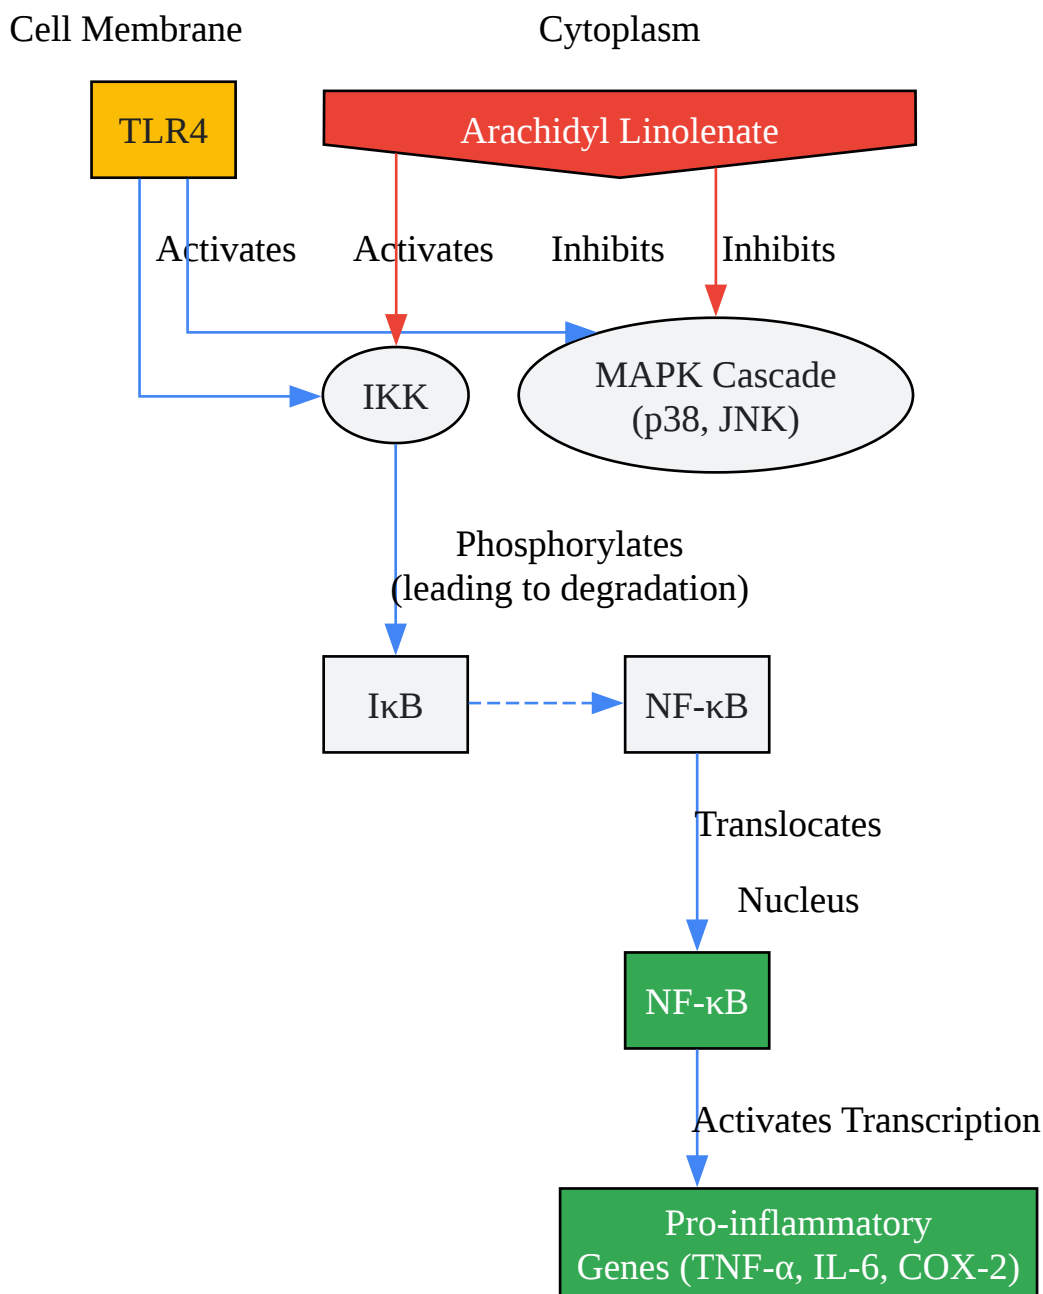 Cell Membrane
Cytoplasm
TLR4
Arachidyl Linolenate
Activates
Activates
Inhibits
Inhibits
IKK
MAPK Cascade
(p38, JNK)
Phosphorylates
(leading to degradation)
IκB
NF-κB
Translocates
Nucleus
NF-κB
Activates Transcription
Pro-inflammatory
Genes (TNF-α, IL-6, COX-2)